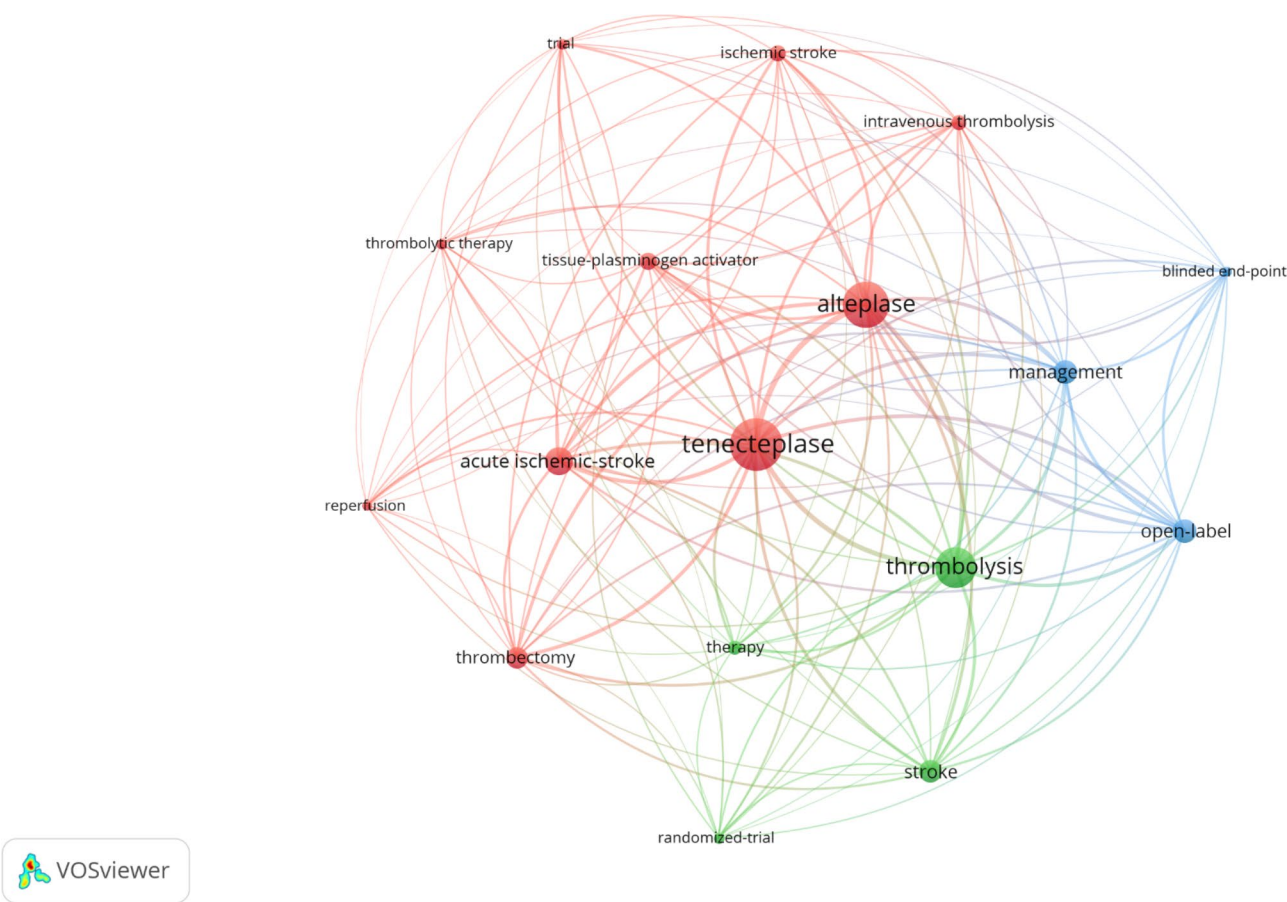 trial
ischemic stroke
intravenous thrombolysis
thrombolytic therapy
tissue-plasminogen activator
blinded end-point
alteplase
management
tenecteplase
acute ischemic-stroke
reperfusion
open-label
thrombolysis
therapy
thrombectomy
stroke
randomized-trial
VOSviewer